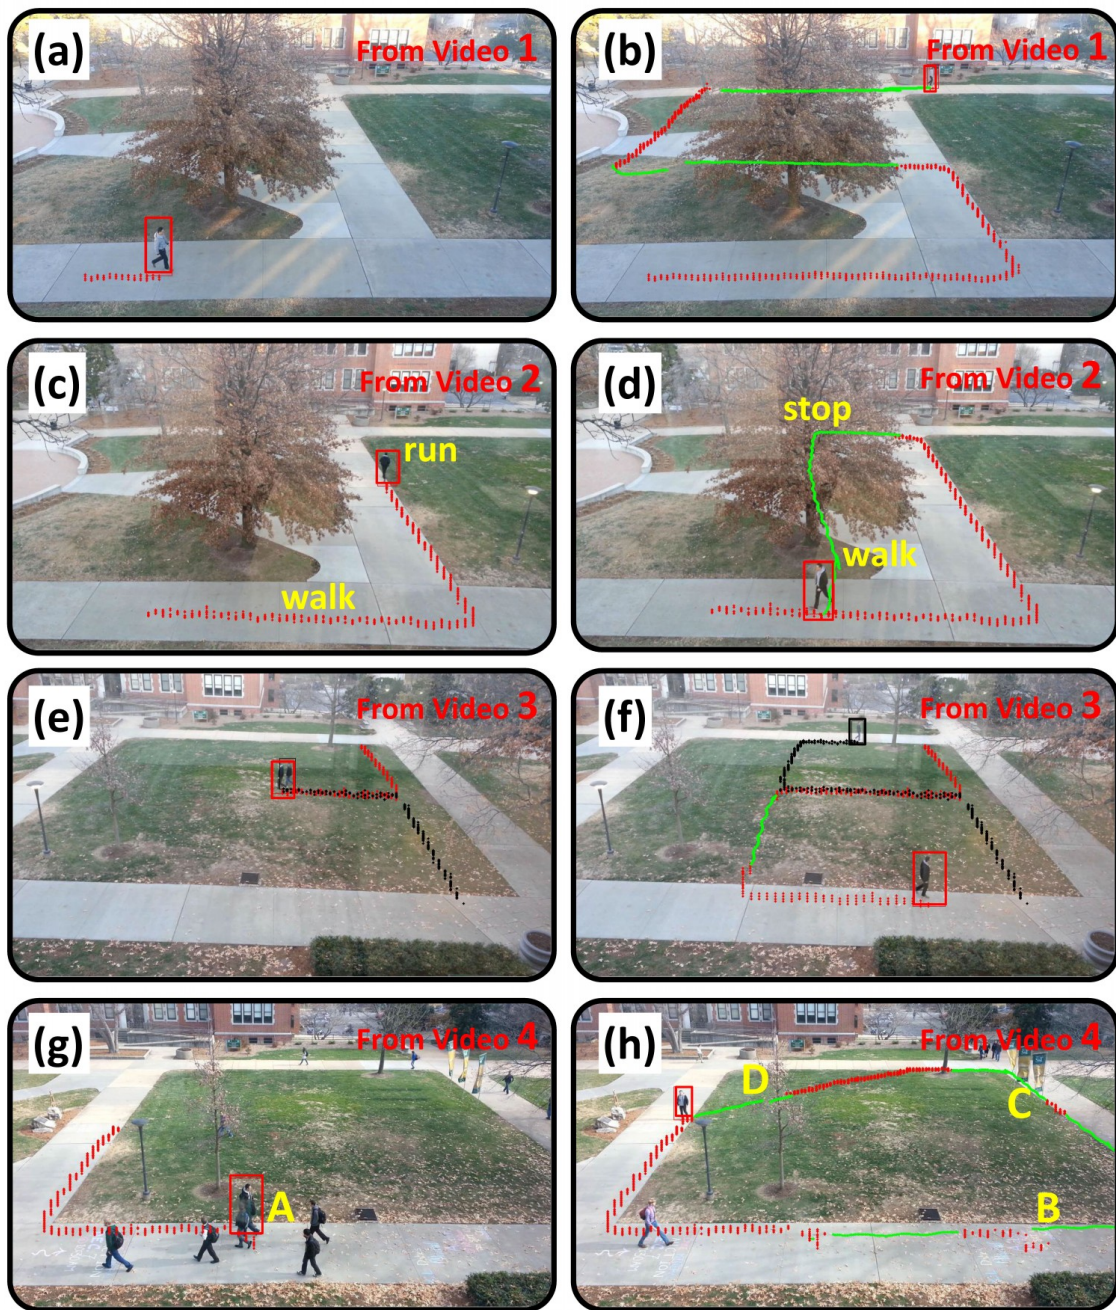 (a) From Video 1
(b) From Video 1
(c) From Video 2
run
walk
(d) From Video 2
stop
walk
(e) From Video 3
(f) From Video 3
(g) From Video 4
A
(h) From Video 4
D
C
B